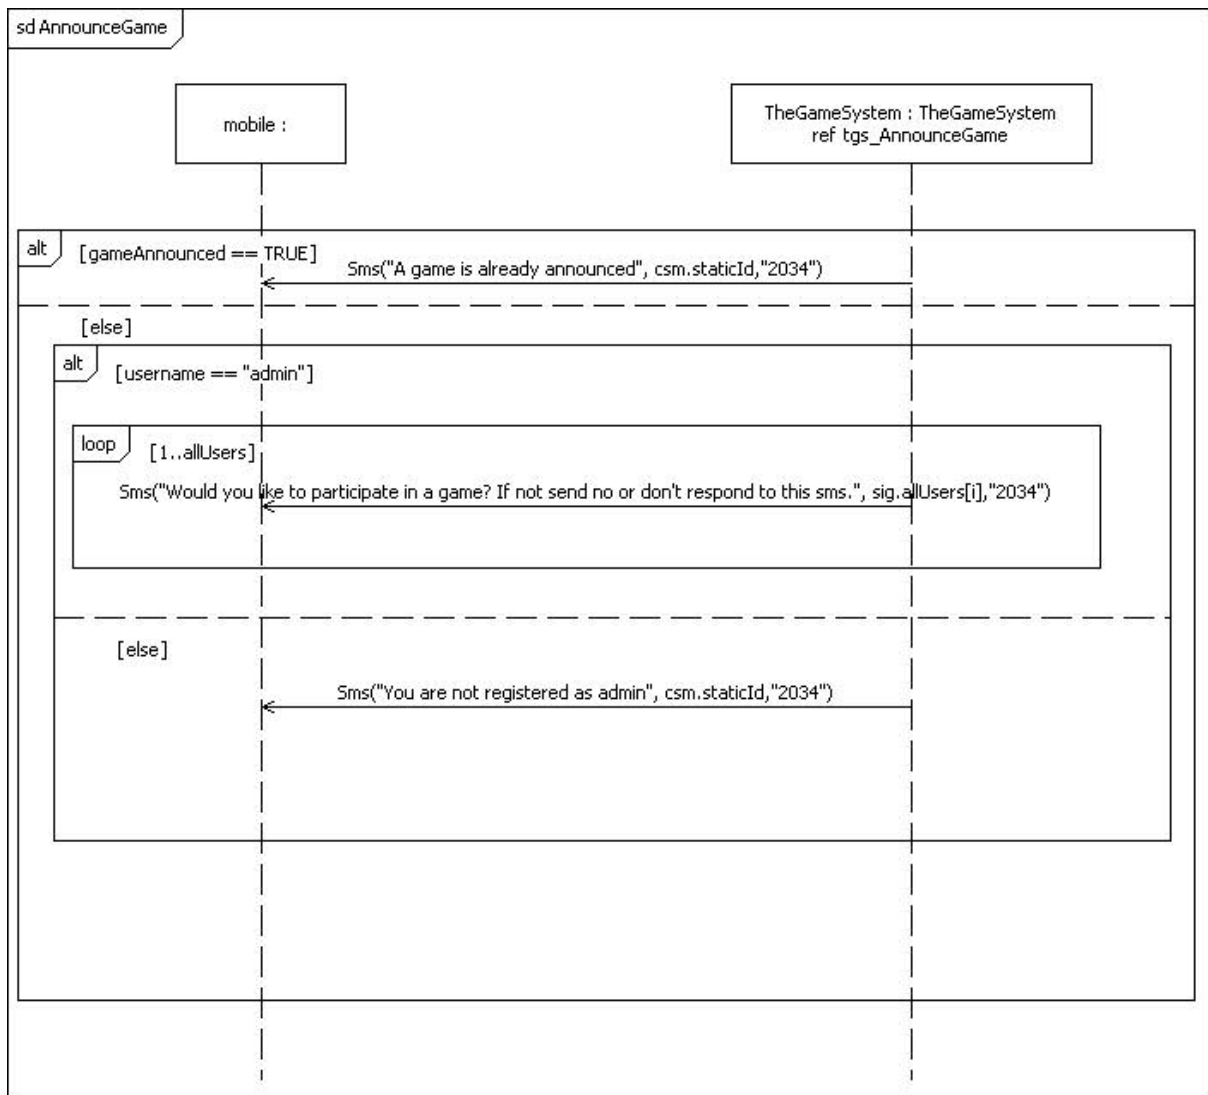 sd AnnounceGame
mobile :
TheGameSystem : TheGameSystem
ref tgs_AnnounceGame
alt
[gameAnnounced == TRUE]
Sms("A game is already announced", csm.staticId,"2034")
[else]
alt
[username == "admin"]
loop
[1..allUsers]
Sms("Would you like to participate in a game? If not send no or don't respond to this sms.", sig.allUsers[i],"2034")
[else]
Sms("You are not registered as admin", csm.staticId,"2034")